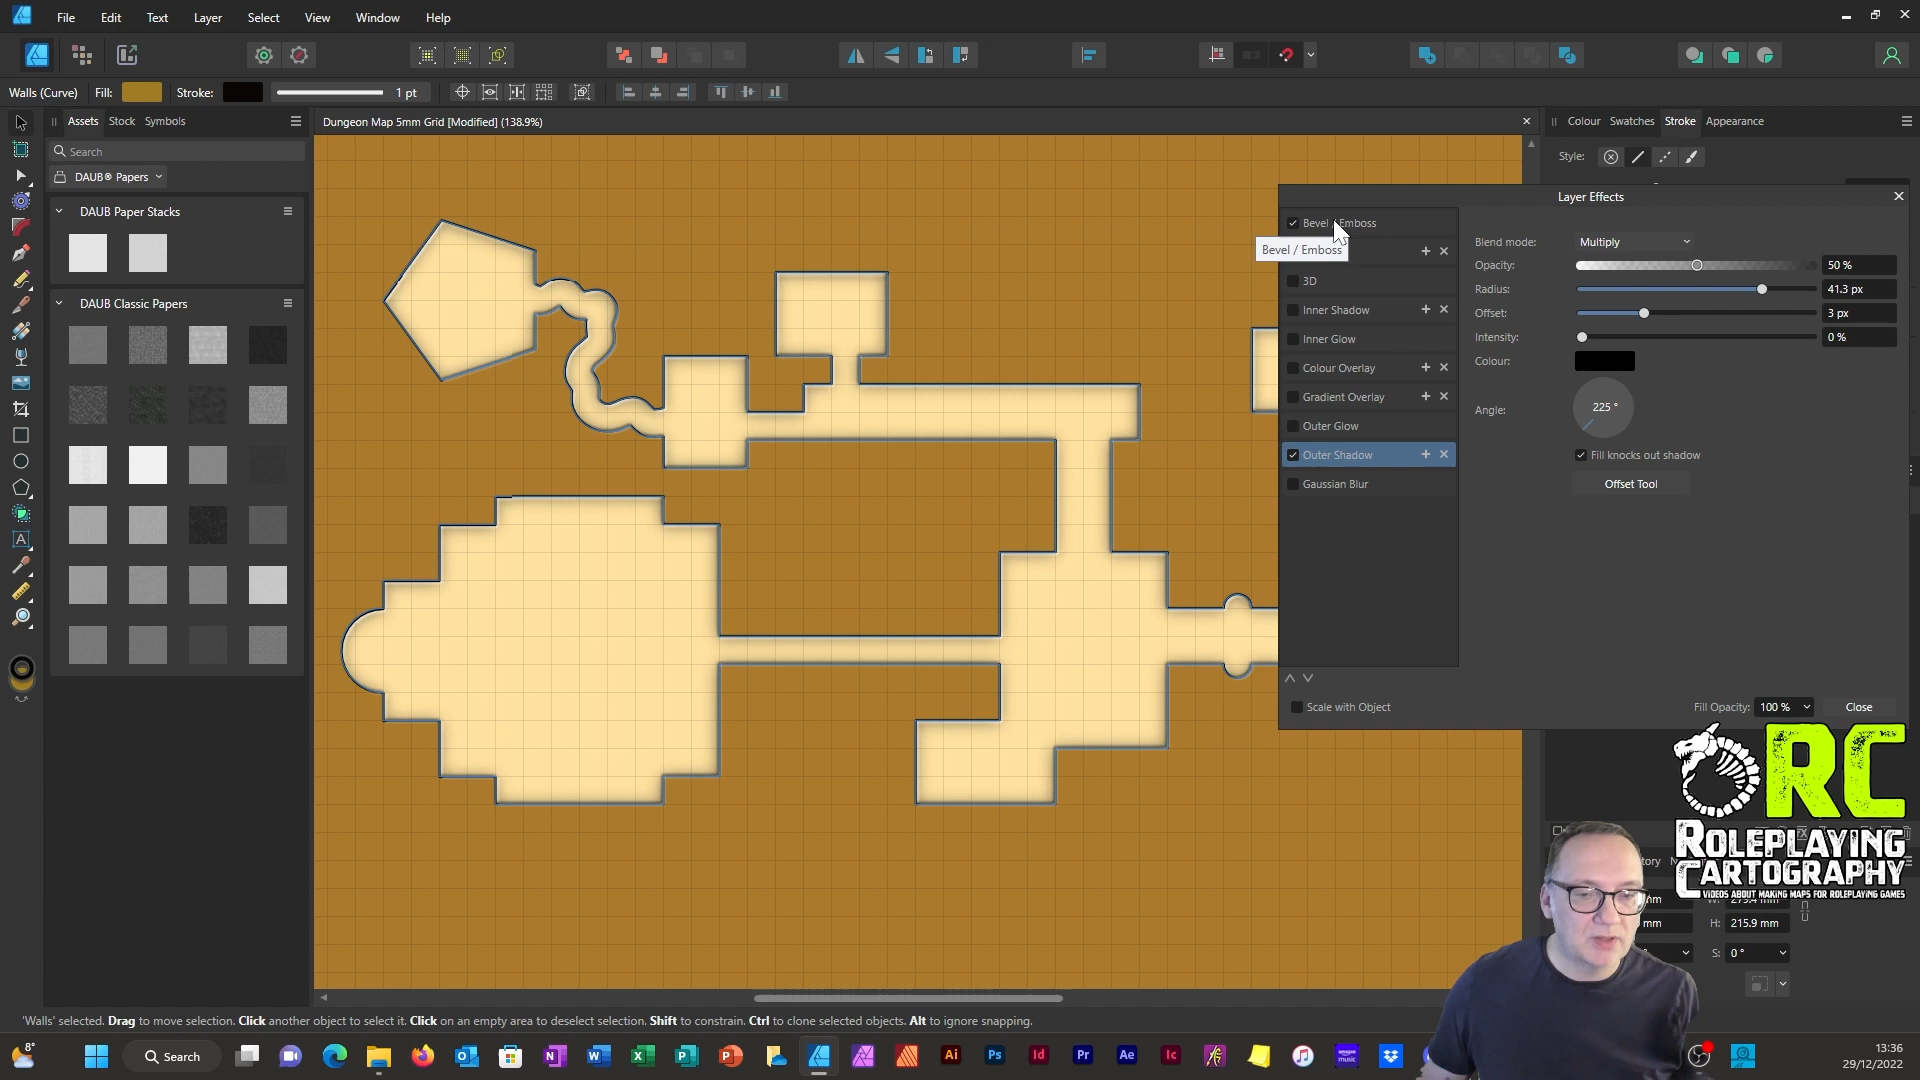 File Edit Text Layer Select View Window Help
Walls (Curve) Fill: Stroke: 1 pt
Assets Stock Symbols
Dungeon Map 5mm Grid [Modified] (138.9%)
Colour Swatches Stroke Appearance
Search
Style:
DAUB® Papers
DAUB Paper Stacks
DAUB Classic Papers
Layer Effects
Bevel / Emboss
Bevel / Emboss
3D
Inner Shadow
Inner Glow
Colour Overlay
Gradient Overlay
Outer Glow
Outer Shadow
Gaussian Blur
Blend mode: Multiply
Opacity: 50 %
Radius: 41.3 px
Offset: 3 px
Intensity: 0 %
Colour:
Angle: 225 °
Fill knocks out shadow
Offset Tool
Scale with Object
Fill Opacity: 100 % Close
RC
ROLEPLAYING
CARTOGRAPHY
VIDEOS ABOUT MAKING MAPS FOR ROLEPLAYING GAMES
H: 215.9 mm
S: 0 °
'Walls' selected. Drag to move selection. Click another object to select it. Click on an empty area to deselect selection. Shift to constrain. Ctrl to clone selected objects. Alt to ignore snapping.
8°
Search
Ai Ps Id Pr Ae Ic
13:36
29/12/2022